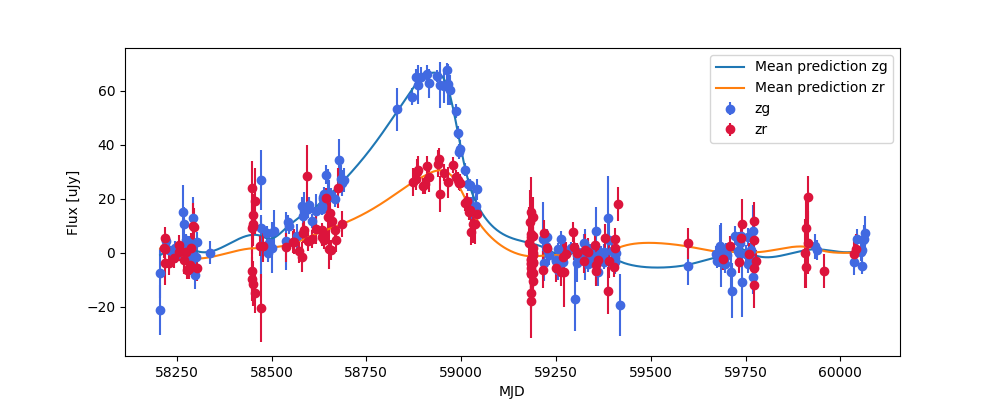 Mean prediction zg
Mean prediction zr
zg
zr
60
40
20
0
−20
Flux [uJy]
58250 58500 58750 59000 59250 59500 59750 60000
MJD